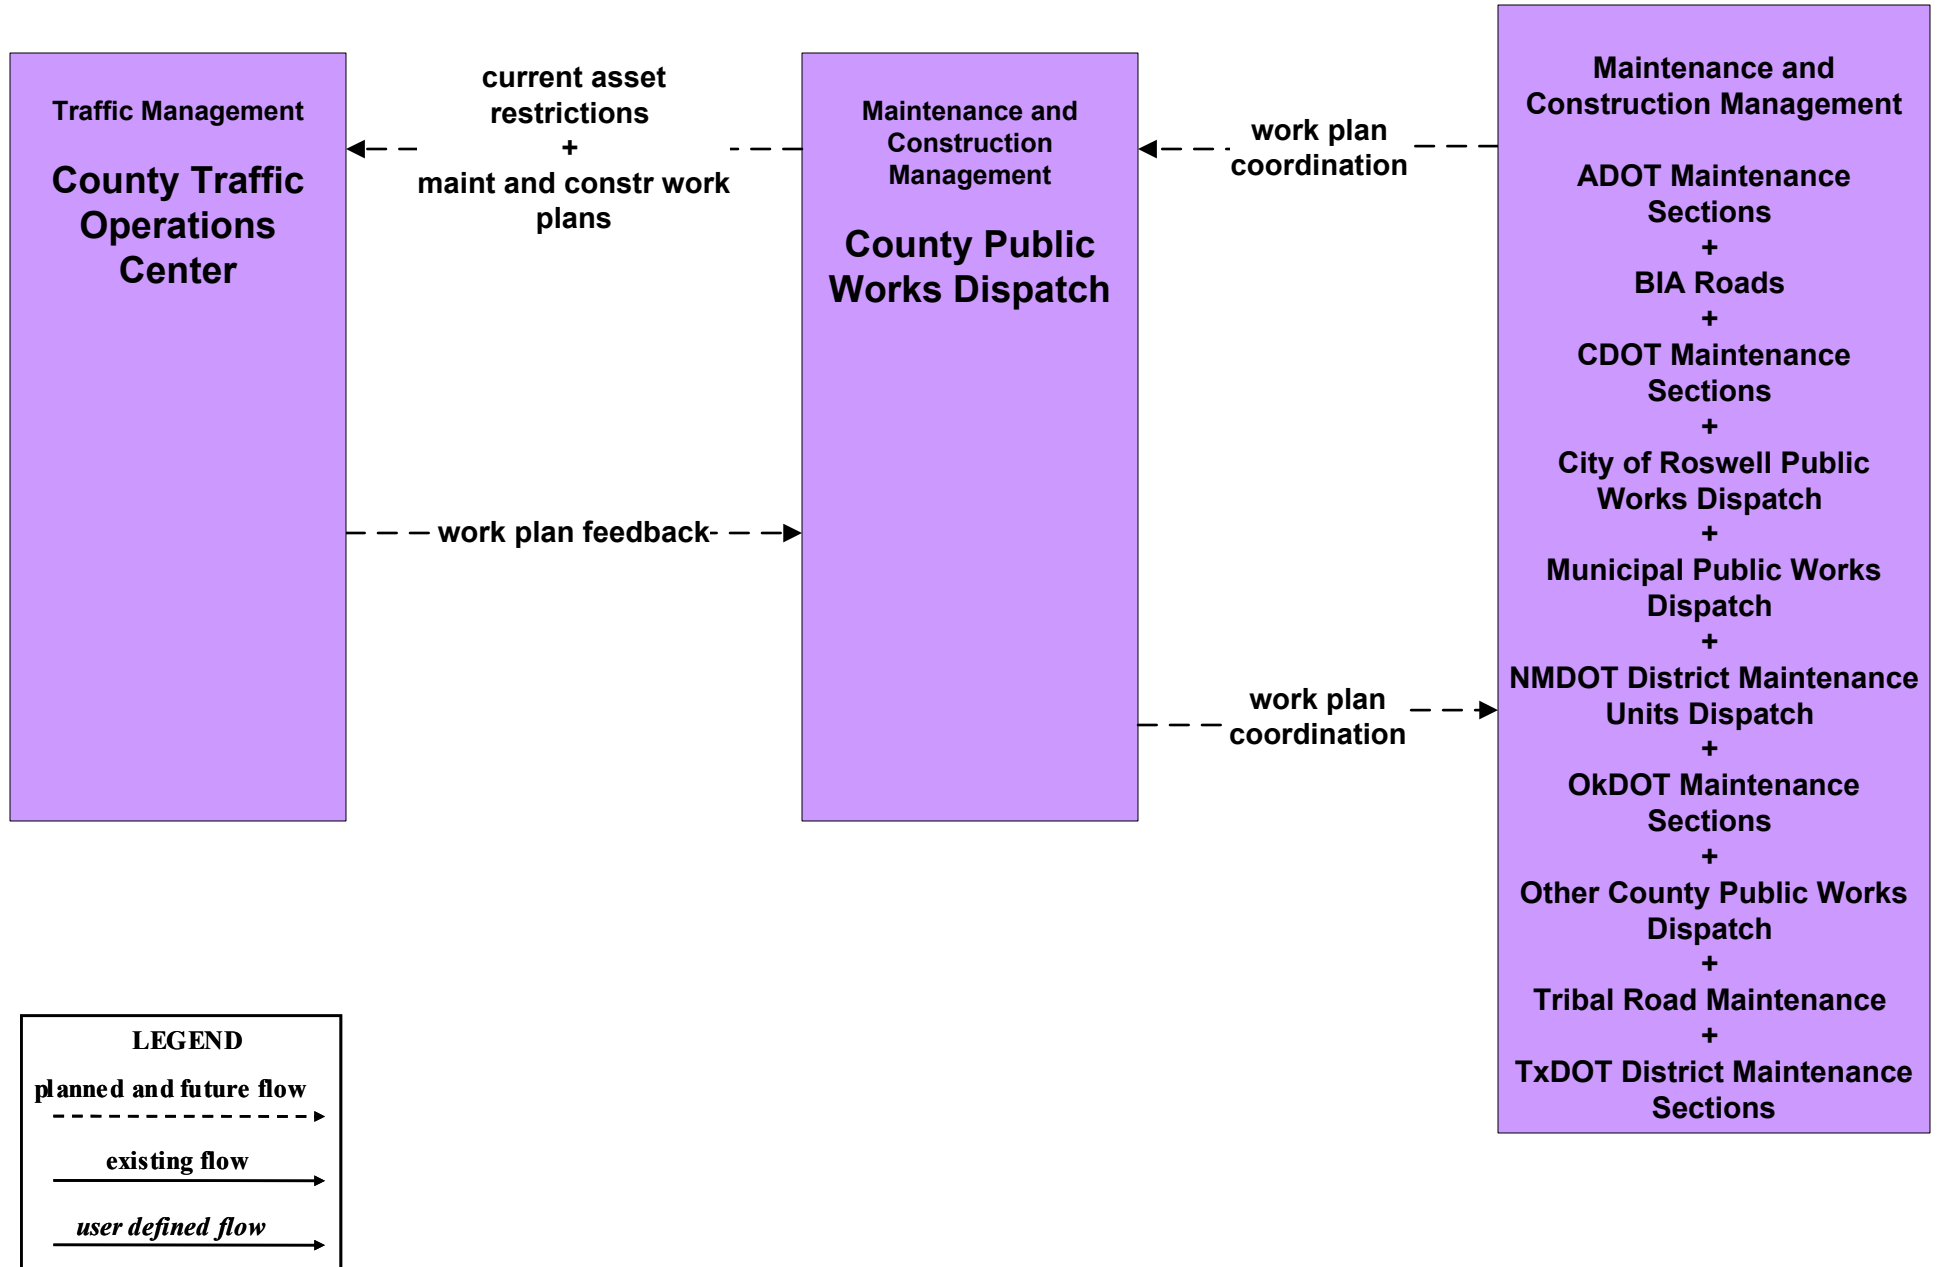 Traffic Management
County Traffic
Operations
Center
current asset
restrictions
+
maint and constr work
plans
work plan feedback
Maintenance and
Construction
Management
County Public
Works Dispatch
work plan
coordination
work plan
coordination
Maintenance and
Construction Management
ADOT Maintenance
Sections
+
BIA Roads
+
CDOT Maintenance
Sections
+
City of Roswell Public
Works Dispatch
+
Municipal Public Works
Dispatch
+
NMDOT District Maintenance
Units Dispatch
+
OkDOT Maintenance
Sections
+
Other County Public Works
Dispatch
+
Tribal Road Maintenance
+
TxDOT District Maintenance
Sections
LEGEND
planned and future flow
existing flow
user defined flow